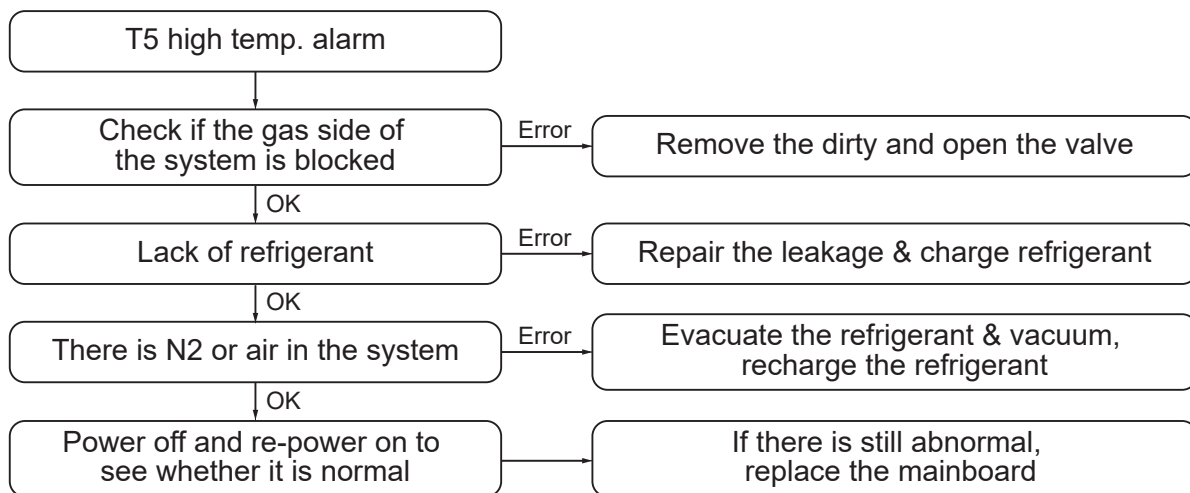 T5 high temp. alarm
Check if the gas side of
the system is blocked
Error
Remove the dirty and open the valve
OK
Lack of refrigerant
Error
Repair the leakage & charge refrigerant
OK
There is N2 or air in the system
Error
Evacuate the refrigerant & vacuum,
recharge the refrigerant
OK
Power off and re-power on to
see whether it is normal
If there is still abnormal,
replace the mainboard